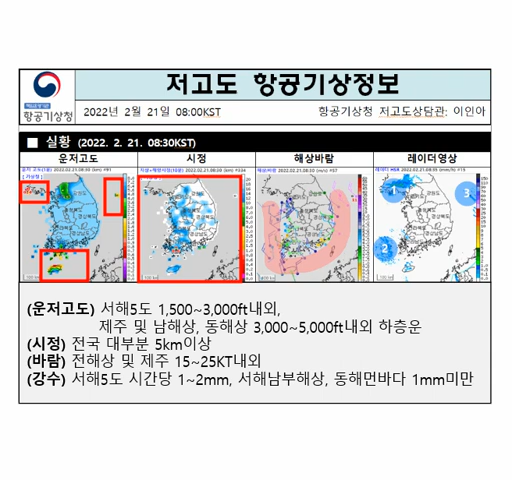 저고도 항공기상정보
항공기상청
2022년 2월 21일 08:00KST
항공기상청 저고도상담관: 이인아
■ 실황 (2022. 2. 21. 08:30KST)
운저고도 시정 해상바람 레이더영상
1
3
2
(운저고도) 서해5도 1,500~3,000ft내외,
제주 및 남해상, 동해상 3,000~5,000ft내외 하층운
(시정) 전국 대부분 5km이상
(바람) 전해상 및 제주 15~25KT내외
(강수) 서해5도 시간당 1~2mm, 서해남부해상, 동해먼바다 1mm미만